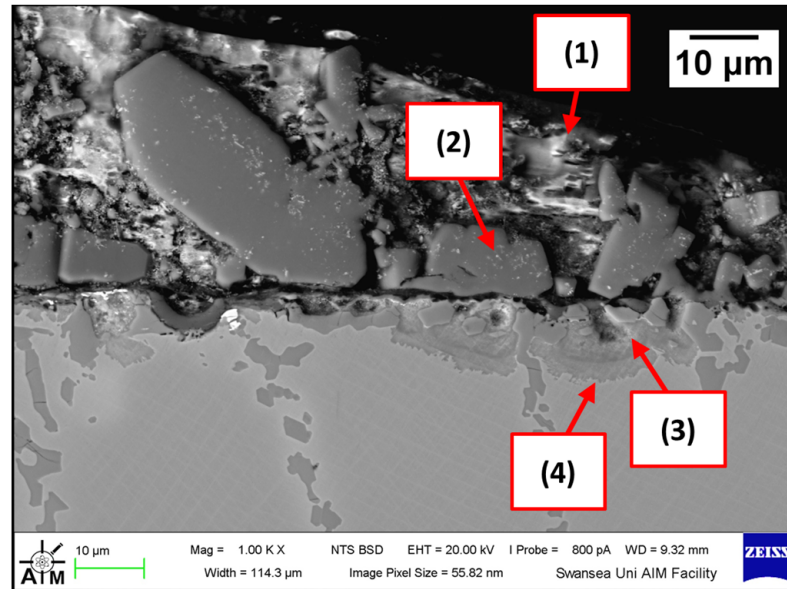 (1)
10 µm
(2)
(3)
(4)
10 µm
Mag = 1.00 K X NTS BSD EHT = 20.00 kV I Probe = 800 pA WD = 9.32 mm
ZEISS
AIM
Width = 114.3 µm Image Pixel Size = 55.82 nm Swansea Uni AIM Facility